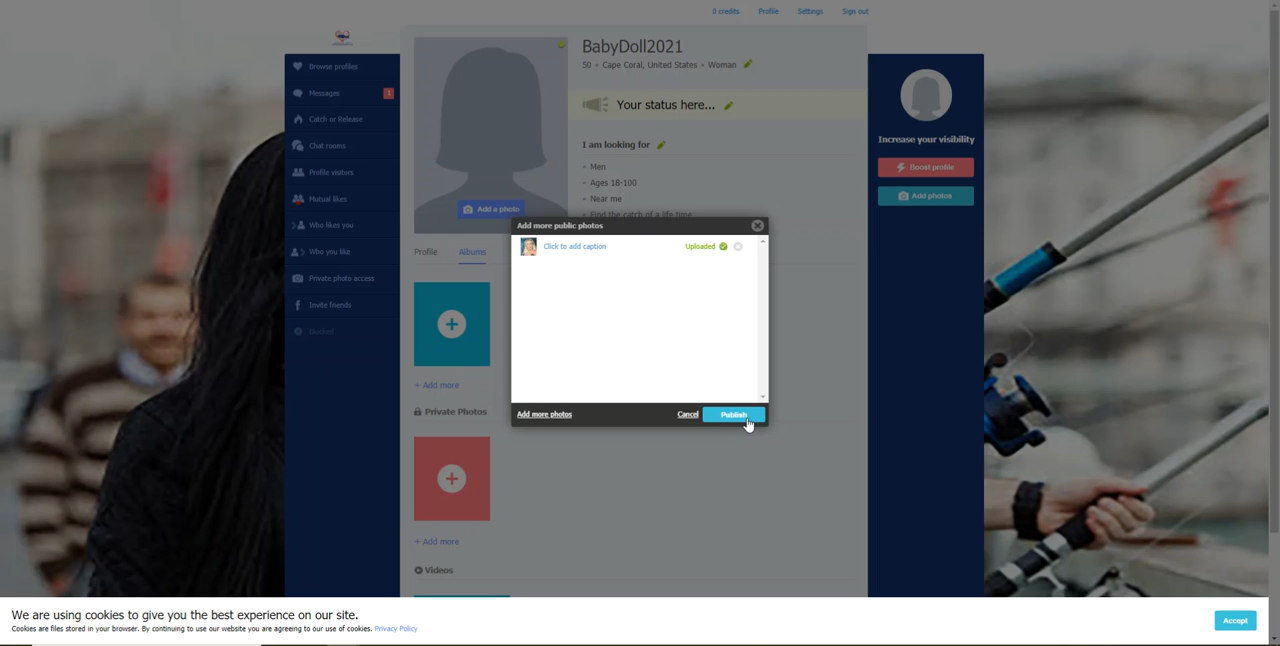 0 credits Profile Settings Sign out
Browse profiles
Messages 1
Catch or Release
Chat rooms
Profile visitors
Mutual likes
Who likes you
Who you like
Private photo access
Invite friends
BabyDoll2021
50 • Cape Coral, United States • Woman
Your status here...
I am looking for
Men
Ages 18-100
Near me
Find the catch of a life time
Add a photo
Profile Albums
+ Add more
Private Photos
+ Add more
Videos
Add more public photos
Click to add caption Uploaded
Add more photos Cancel Publish
Increase your visibility
Boost profile
Add photos
We are using cookies to give you the best experience on our site.
Cookies are files stored in your browser. By continuing to use our website you are agreeing to our use of cookies. Privacy Policy
Accept